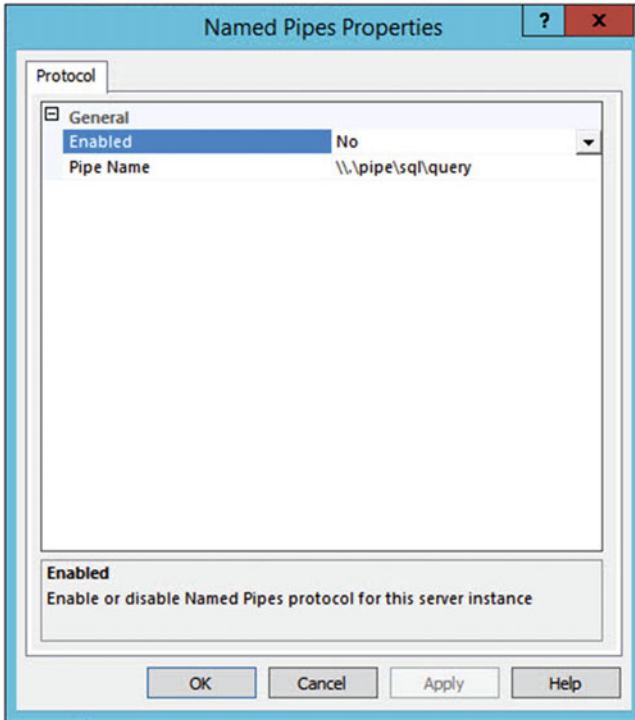 Named Pipes Properties
? x
Protocol
General
Enabled No
Pipe Name \\.\pipe\sql\query
Enabled
Enable or disable Named Pipes protocol for this server instance
OK Cancel Apply Help